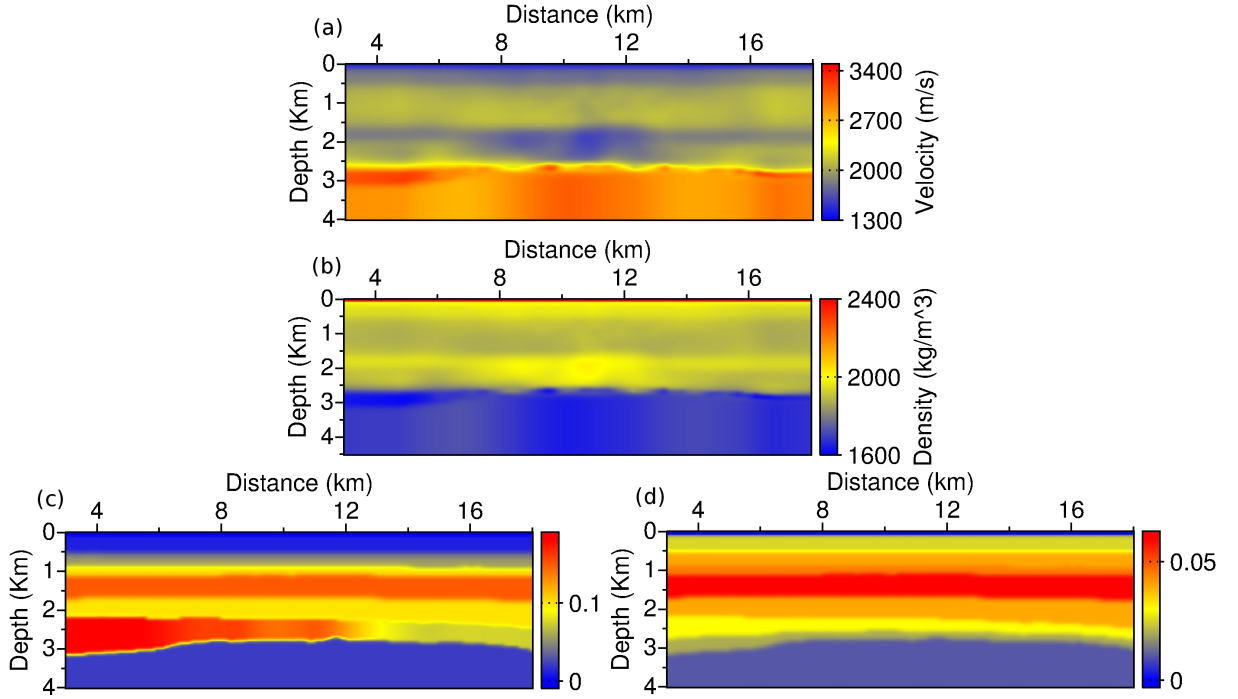 Distance (km)
(a)
4 8 12 16
0
1
2
3
4
Depth (Km)
3400
2700
2000
1300
Velocity (m/s)
Distance (km)
(b)
4 8 12 16
0
1
2
3
4
Depth (Km)
2400
2000
1600
Density (kg/m^3)
Distance (km)
(c)
4 8 12 16
0
1
2
3
4
Depth (Km)
0.1
0
Distance (km)
(d)
4 8 12 16
0
1
2
3
4
Depth (Km)
0.05
0